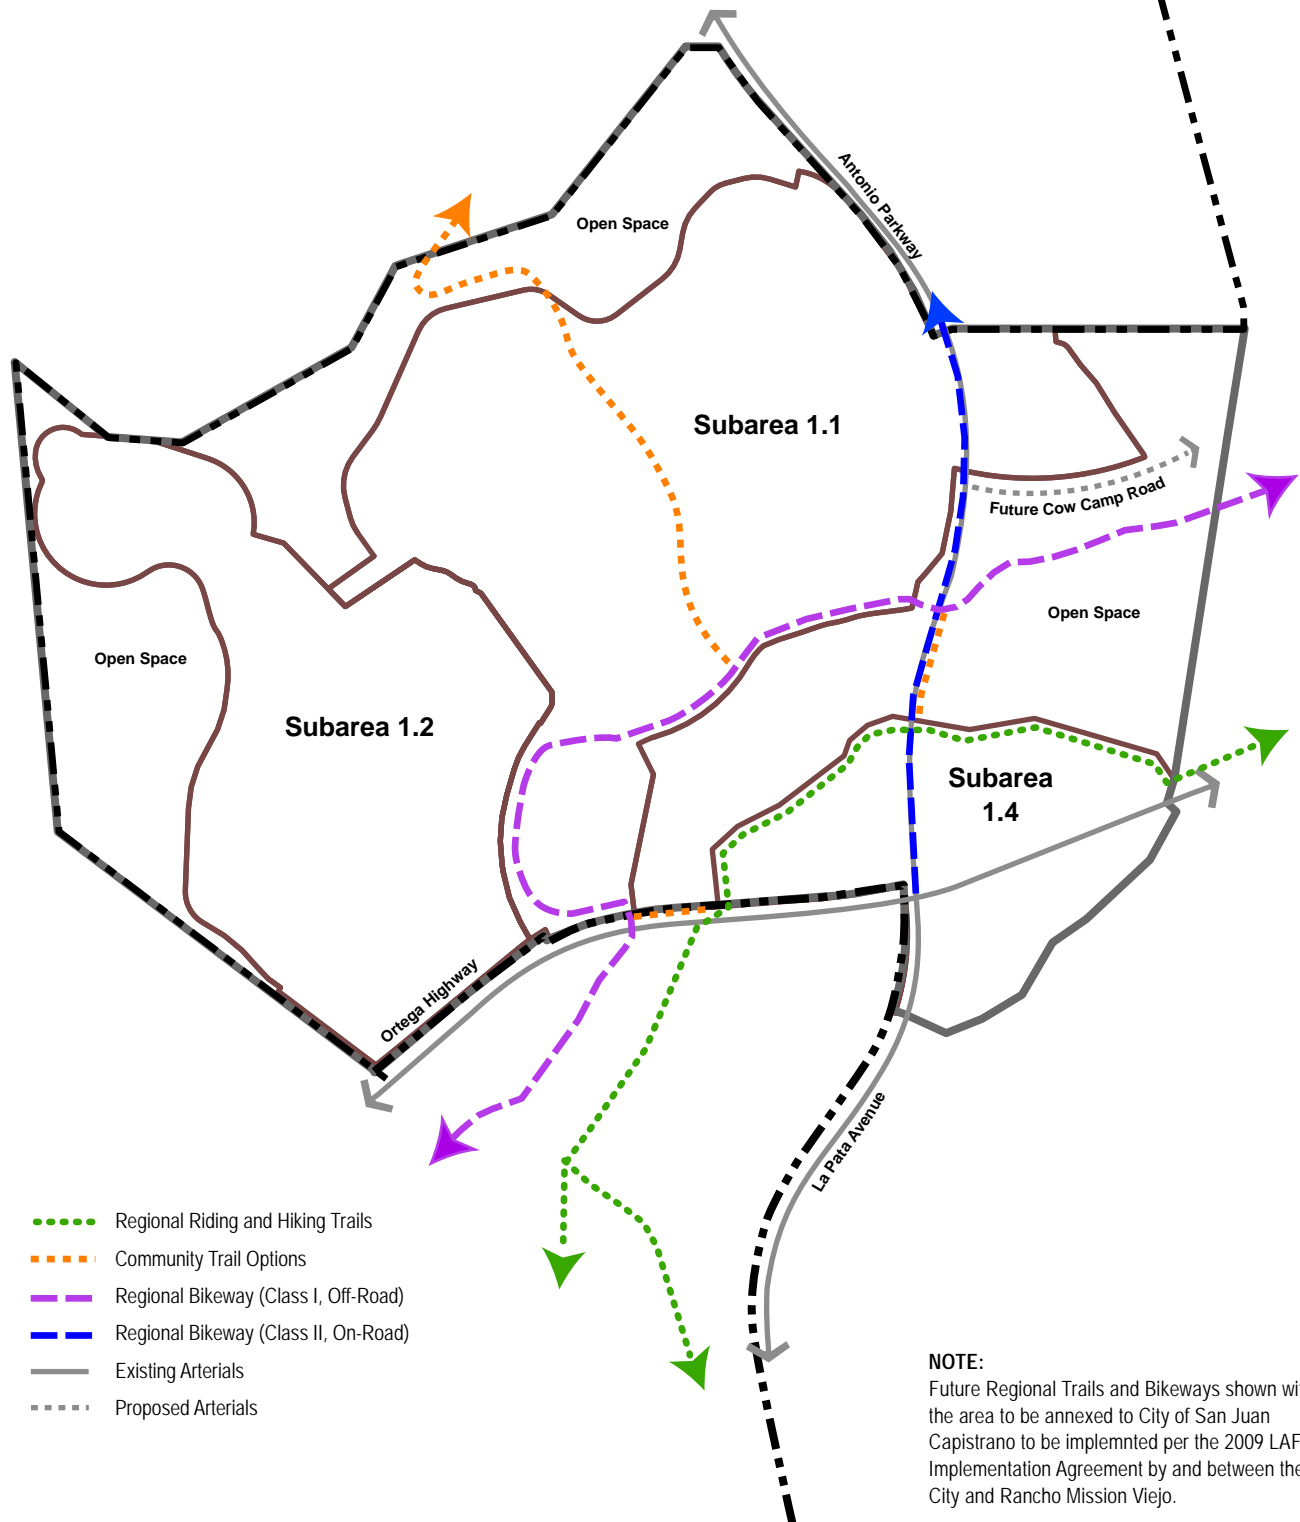 Antonio Parkway
Open Space
Subarea 1.1
Future Cow Camp Road
Open Space
Open Space
Subarea 1.2
Subarea
1.4
Ortega Highway
La Pata Avenue
Regional Riding and Hiking Trails
Community Trail Options
Regional Bikeway (Class I, Off-Road)
Regional Bikeway (Class II, On-Road)
Existing Arterials
Proposed Arterials
NOTE:
Future Regional Trails and Bikeways shown
the area to be annexed to City of San Juan
Capistrano to be implemnted per the 2009
Implementation Agreement by and between the
City and Rancho Mission Viejo.